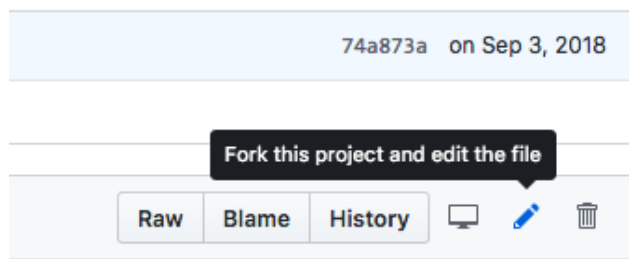 74a873a on Sep 3, 2018
Fork this project and edit the file
Raw Blame History